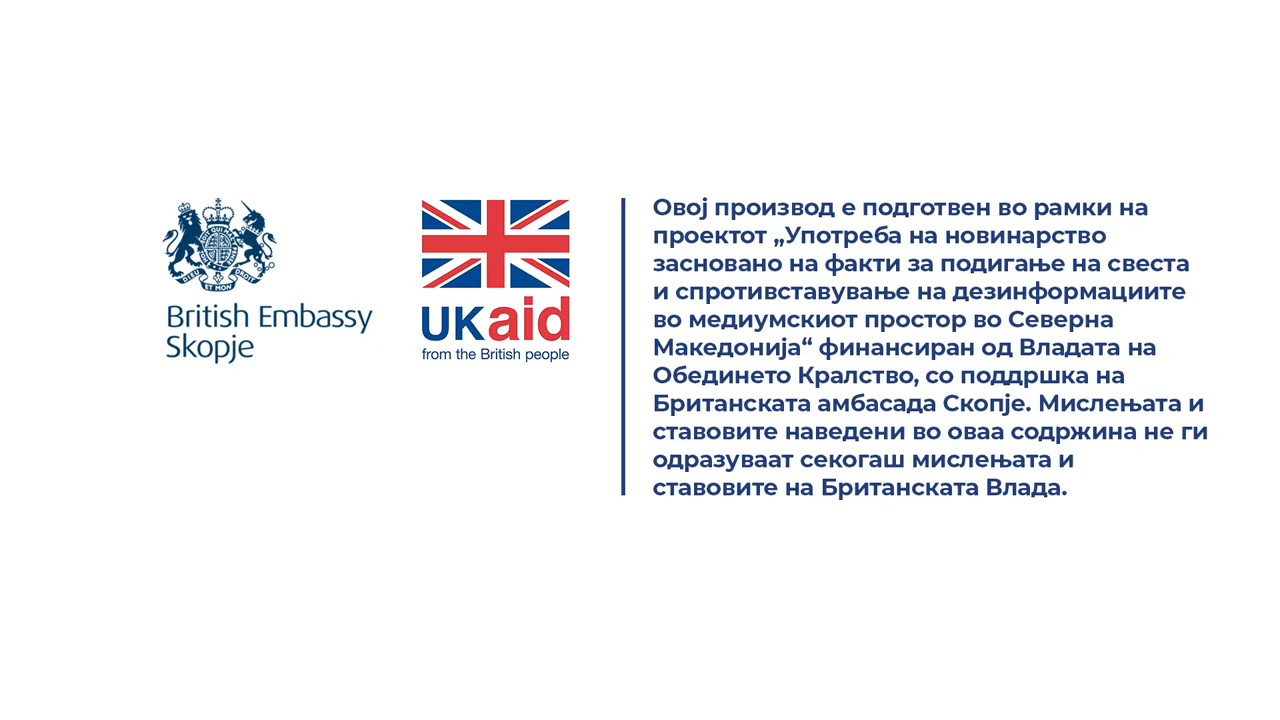 British Embassy
Skopje
UKaid
from the British people
Овој производ е подготвен во рамки на
проектот „Употреба на новинарство
засновано на факти за подигање на свеста
и спротивставување на дезинформациите
во медиумскиот простор во Северна
Македонија“ финансиран од Владата на
Обединето Кралство, со поддршка на
Британската амбасада Скопје. Мислењата и
ставовите наведени во оваа содржина не ги
одразуваат секогаш мислењата и
ставовите на Британската Влада.